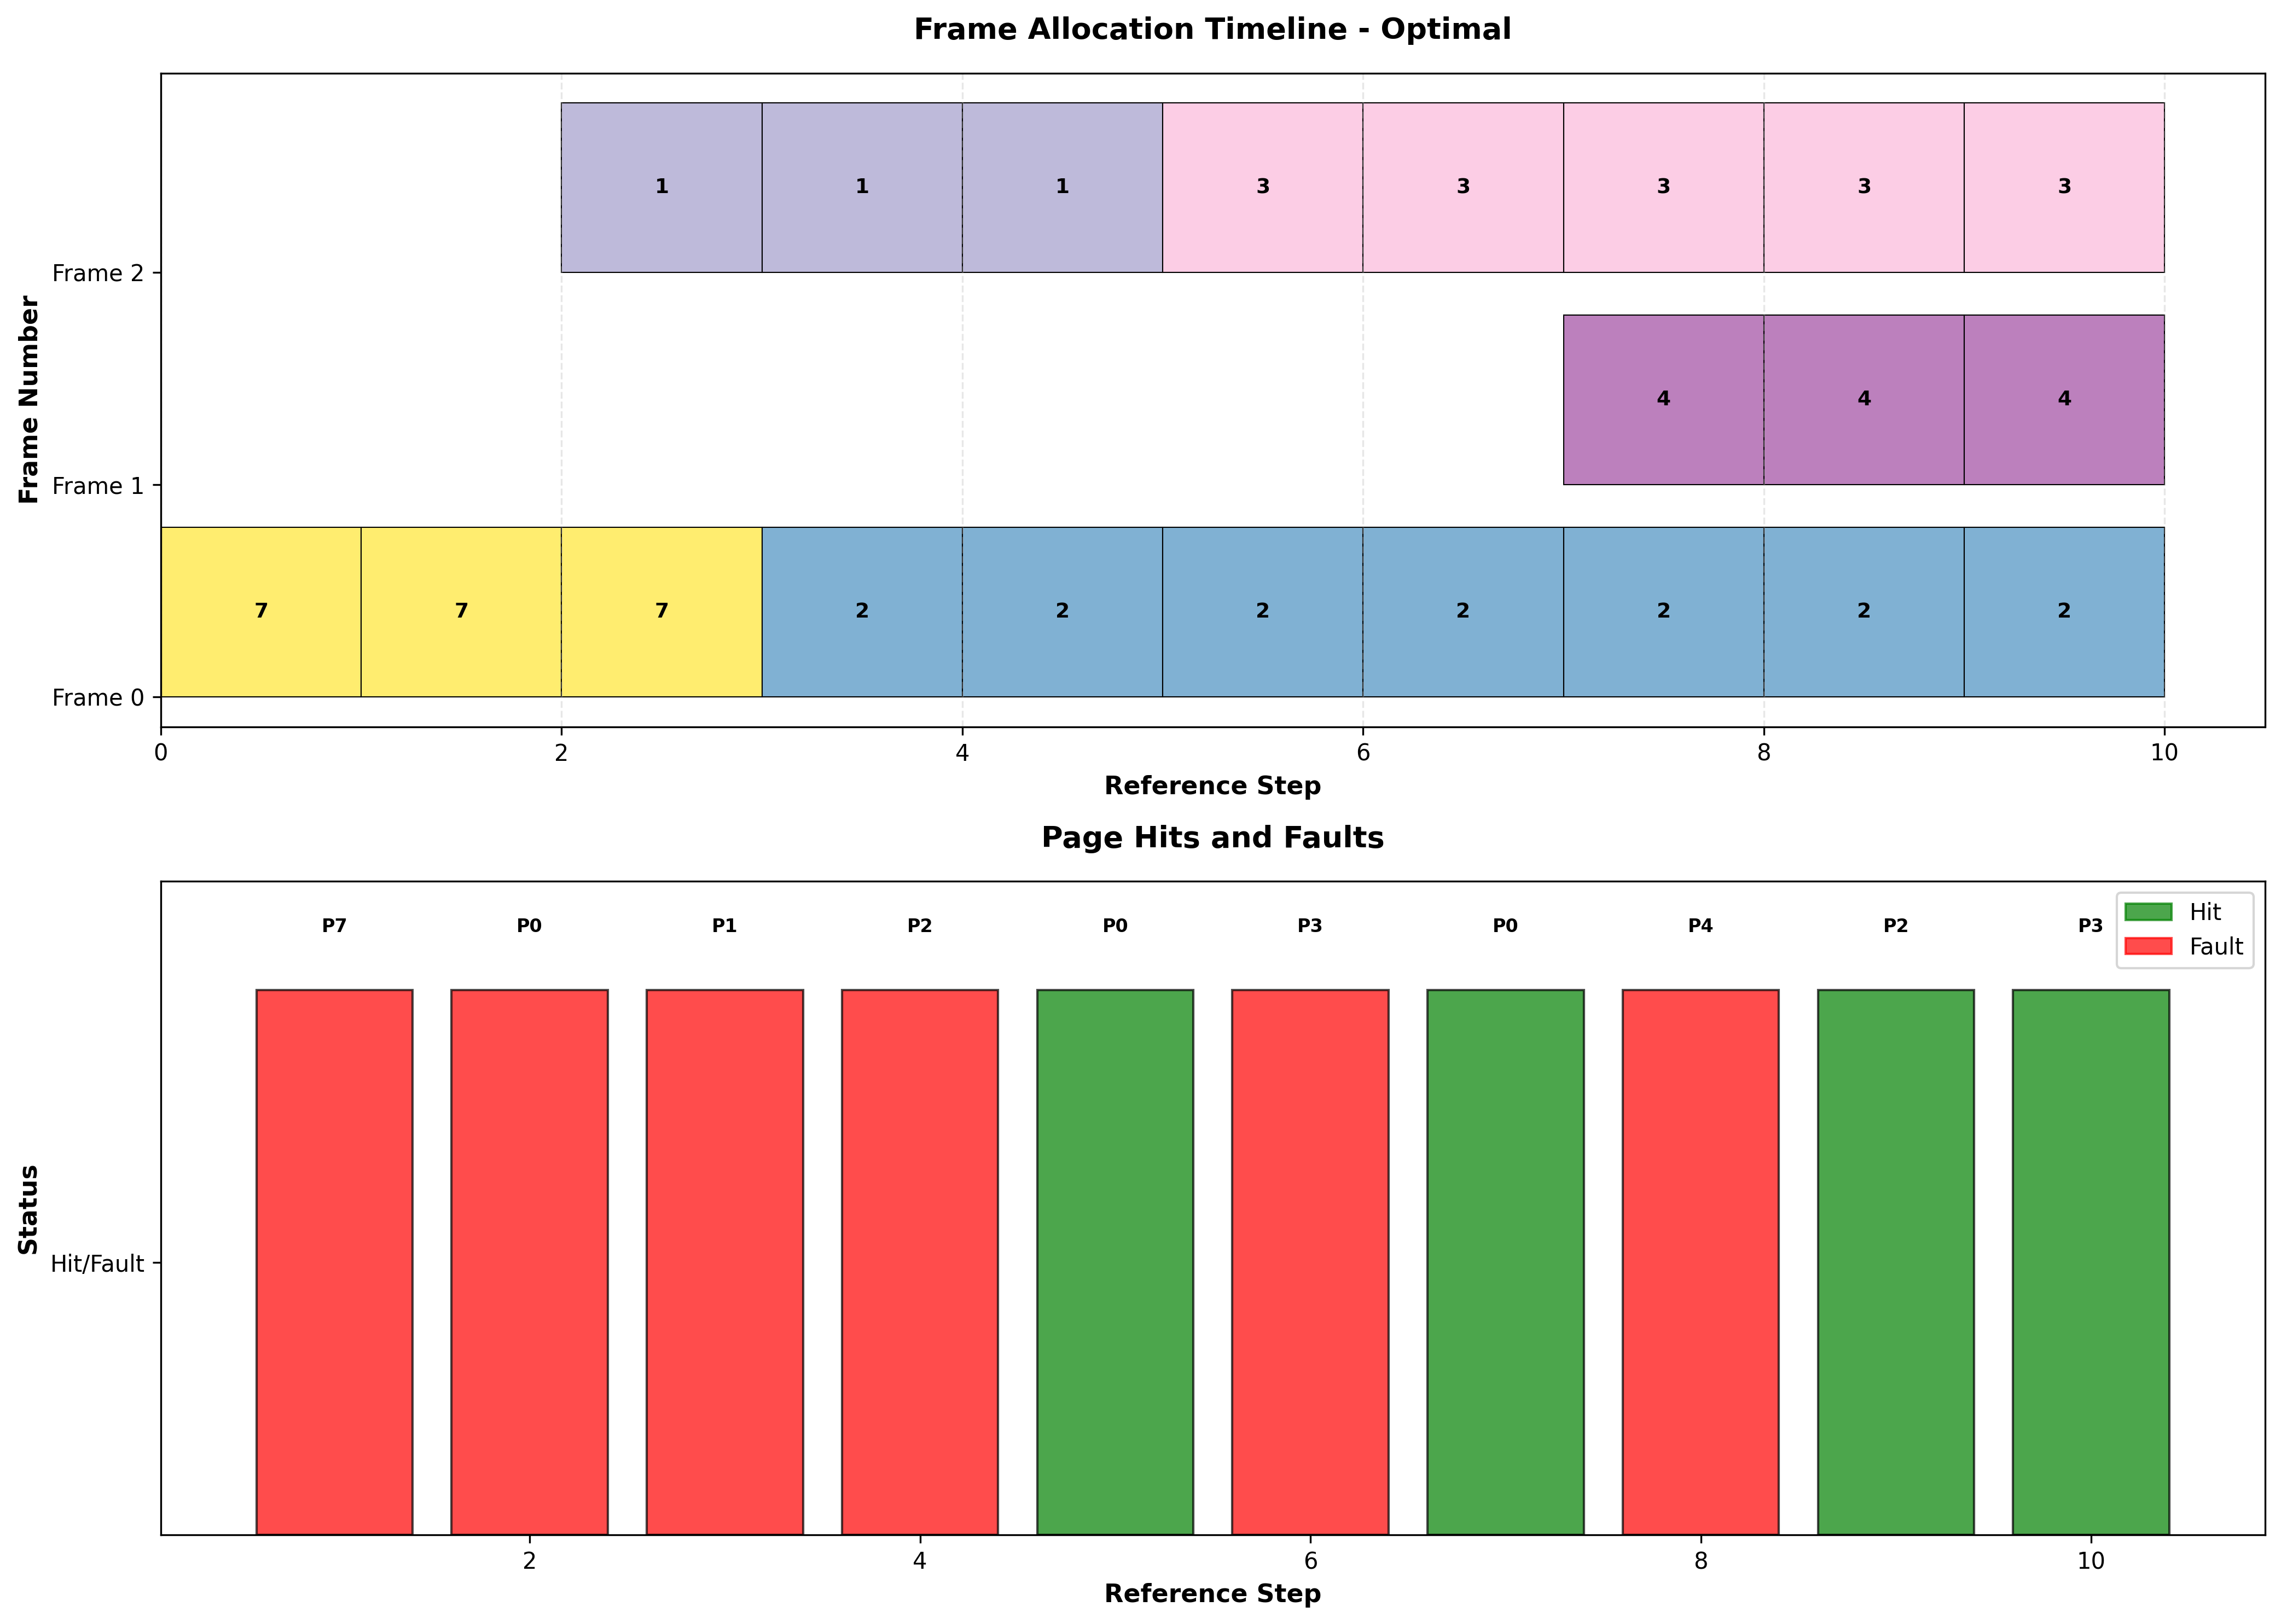 Frame Allocation Timeline - Optimal
Frame Number
Frame 2
1 1 1 3 3 3 3 3
Frame 1
4 4 4
Frame 0
7 7 7 2 2 2 2 2 2 2
0 2 4 6 8 10
Reference Step
Page Hits and Faults
P7 P0 P1 P2 P0 P3 P0 P4 P2 P3
Hit
Fault
Status
Hit/Fault
2 4 6 8 10
Reference Step